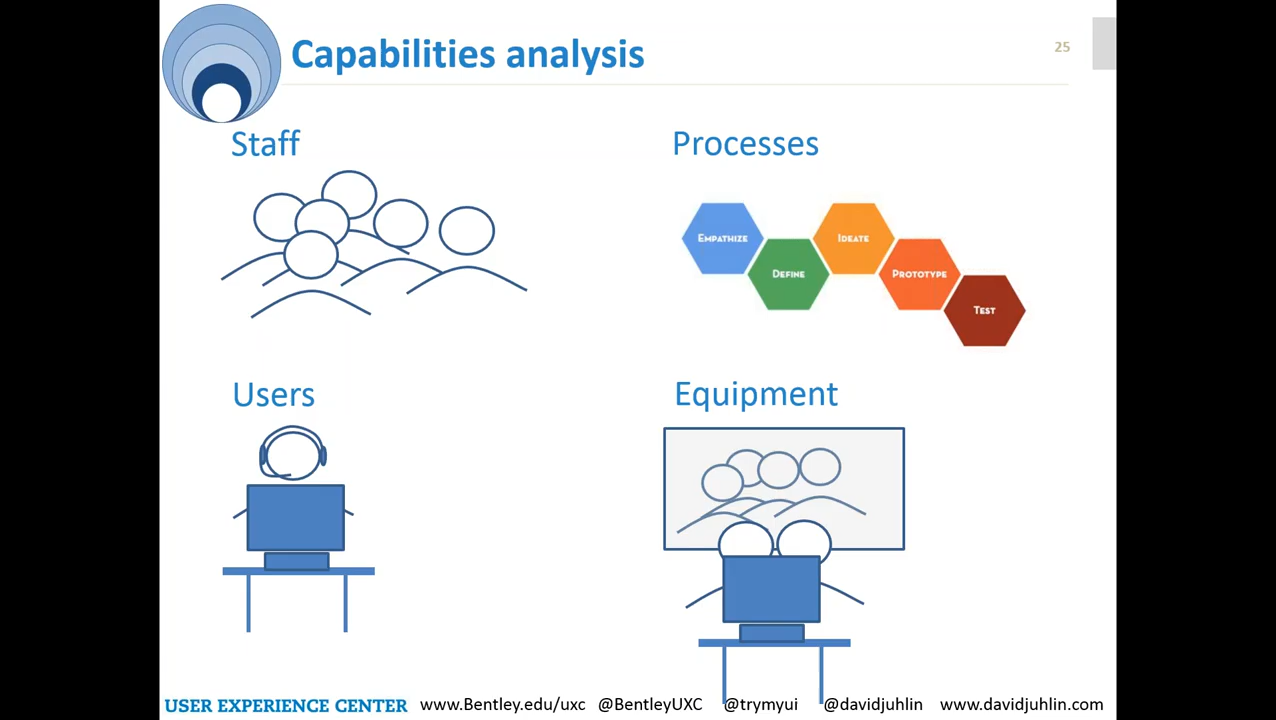 Capabilities analysis
25
Staff
Processes
EMPATHIZE
DEFINE
IDEATE
PROTOTYPE
TEST
Users
Equipment
USER EXPERIENCE CENTER www.Bentley.edu/uxc @BentleyUXC @trymyui @davidjuhlin www.davidjuhlin.com